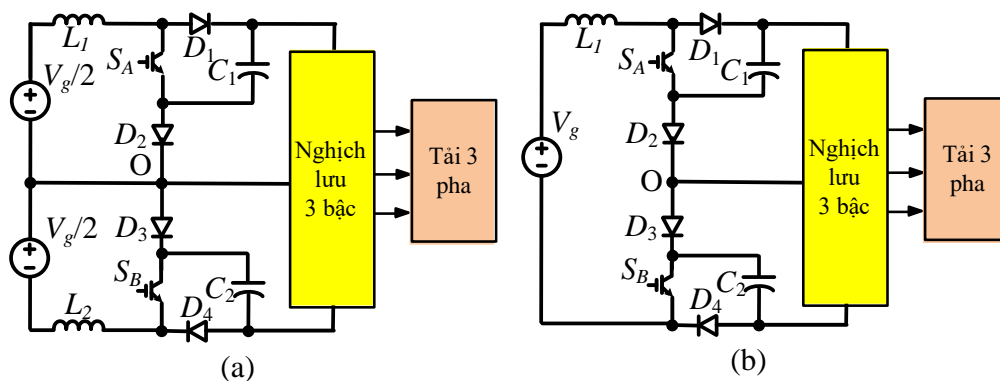 L1
D1
SA
C1
Vg/2
D2
O
Nghịch
lưu
3 bậc
Tải 3
pha
Vg/2
D3
SB
C2
L2
D4
(a)
L1
D1
SA
C1
Vg
D2
O
Nghịch
lưu
3 bậc
Tải 3
pha
D3
SB
C2
D4
(b)